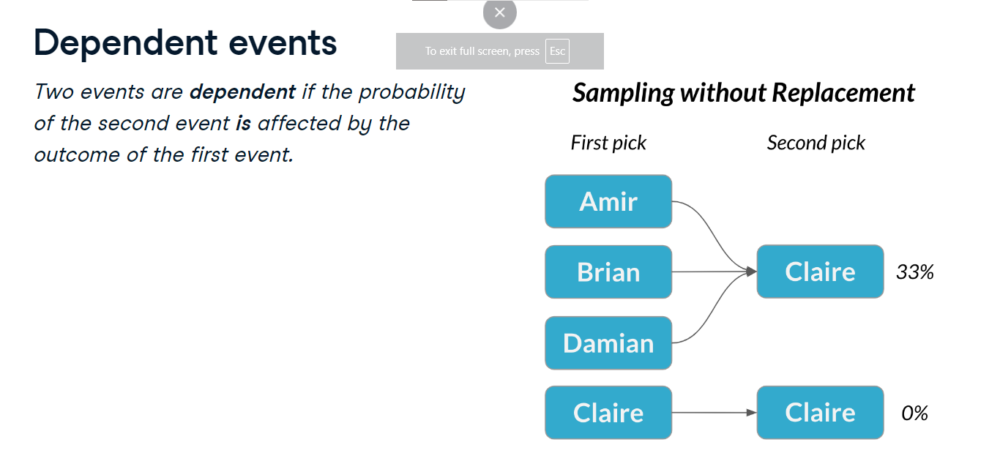 To exit full screen, press Esc
Dependent events
Two events are dependent if the probability
of the second event is affected by the
outcome of the first event.
Sampling without Replacement
First pick
Second pick
Amir
Brian
Claire
33%
Damian
Claire
Claire
0%